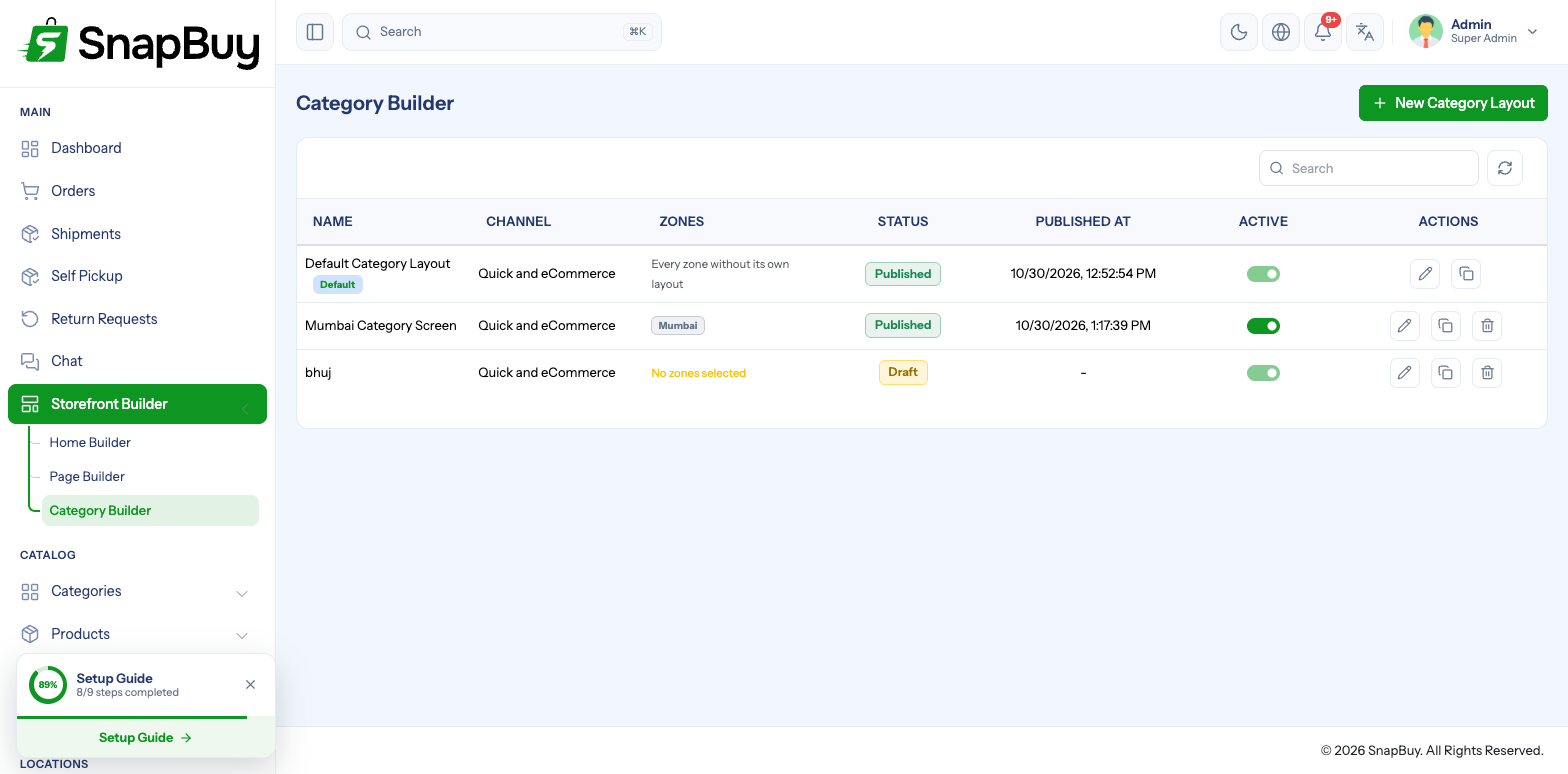 SnapBuy
Search
⌘K
9+
Admin
Super Admin
MAIN
Dashboard
Orders
Shipments
Self Pickup
Return Requests
Chat
Storefront Builder
Home Builder
Page Builder
Category Builder
CATALOG
Categories
Products
89%
Setup Guide
8/9 steps completed
Setup Guide →
LOCATIONS
Category Builder
+ New Category Layout
Search
NAME CHANNEL ZONES STATUS PUBLISHED AT ACTIVE ACTIONS
Default Category Layout Quick and eCommerce Every zone without its own Published 10/30/2026, 12:52:54 PM
Default layout
Mumbai Category Screen Quick and eCommerce Mumbai Published 10/30/2026, 1:17:39 PM
bhuj Quick and eCommerce No zones selected Draft -
© 2026 SnapBuy. All Rights Reserved.